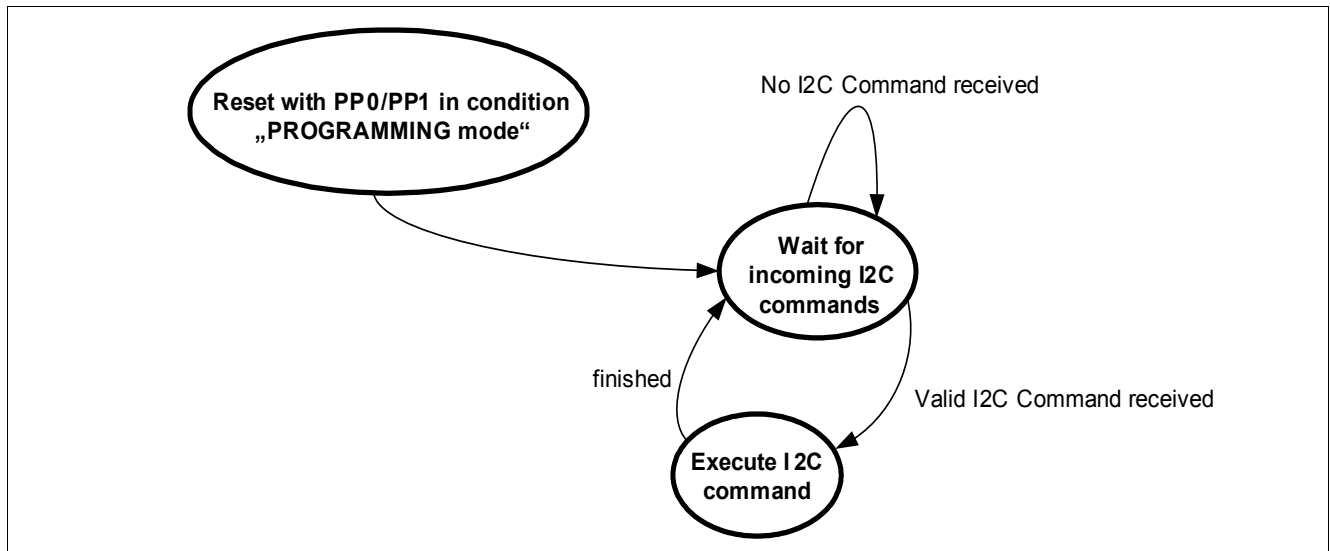 Reset with PP0/PP1 in condition
„PROGRAMMING mode“
No I2C Command received
Wait for
incoming I2C
commands
finished
Valid I2C Command received
Execute I2C
command